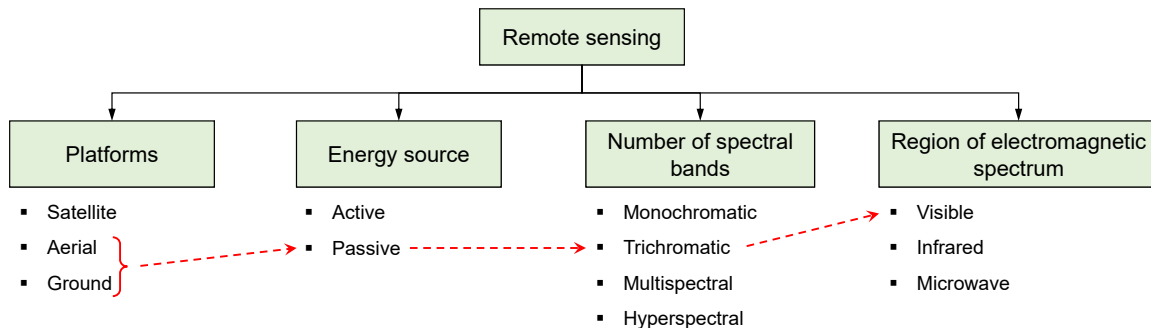 Remote sensing
Platforms
Satellite
Aerial
Ground
Energy source
Active
Passive
Number of spectral
bands
Monochromatic
Trichromatic
Multispectral
Hyperspectral
Region of electromagnetic
spectrum
Visible
Infrared
Microwave